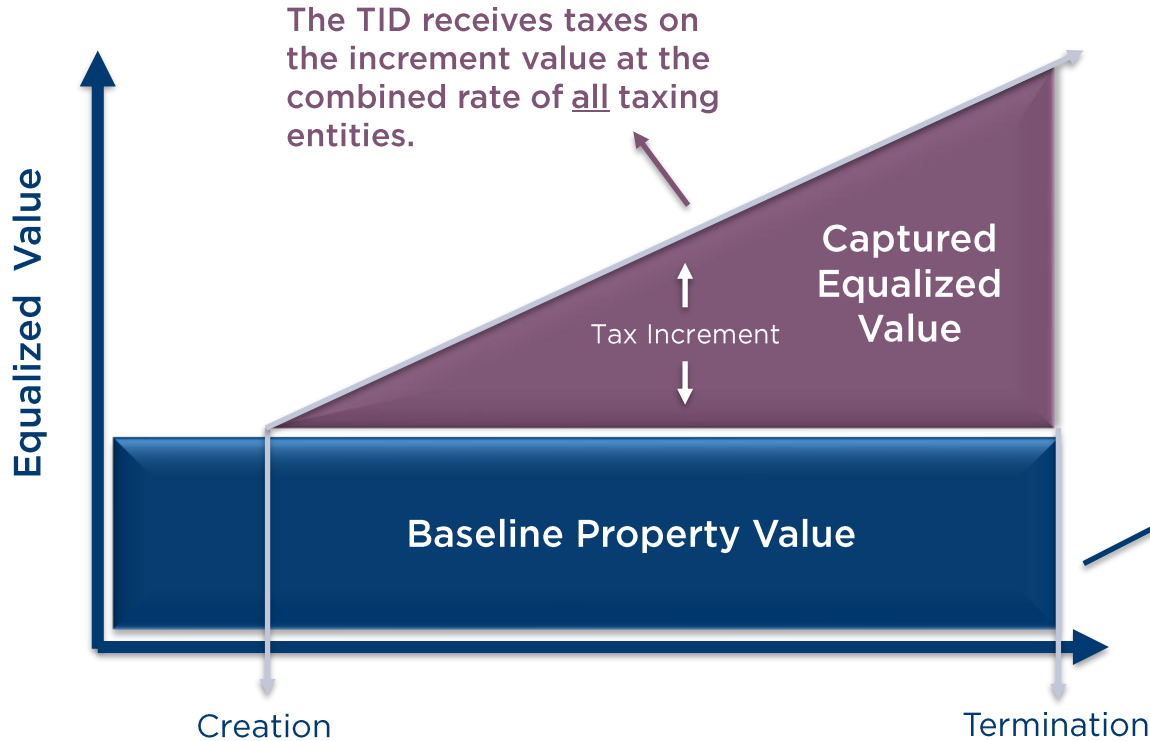 The TID receives taxes on
the increment value at the
combined rate of all taxing
entities.
Equalized Value
Captured
Equalized
Value
Tax Increment
Baseline Property Value
Creation
Termination